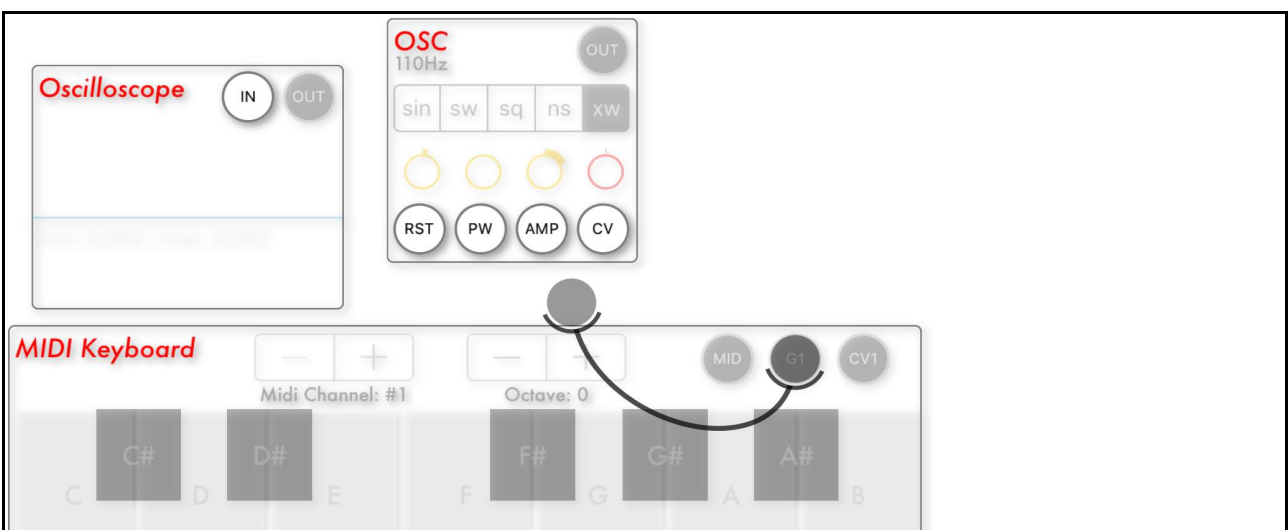 OSC
110Hz
OUT
Oscilloscope
IN
OUT
sin sw sq ns xw
RST PW AMP CV
MIDI Keyboard
MID G1 CV1
Midi Channel: #1
Octave: 0
C# D# F# G# A#
C D E F G A B